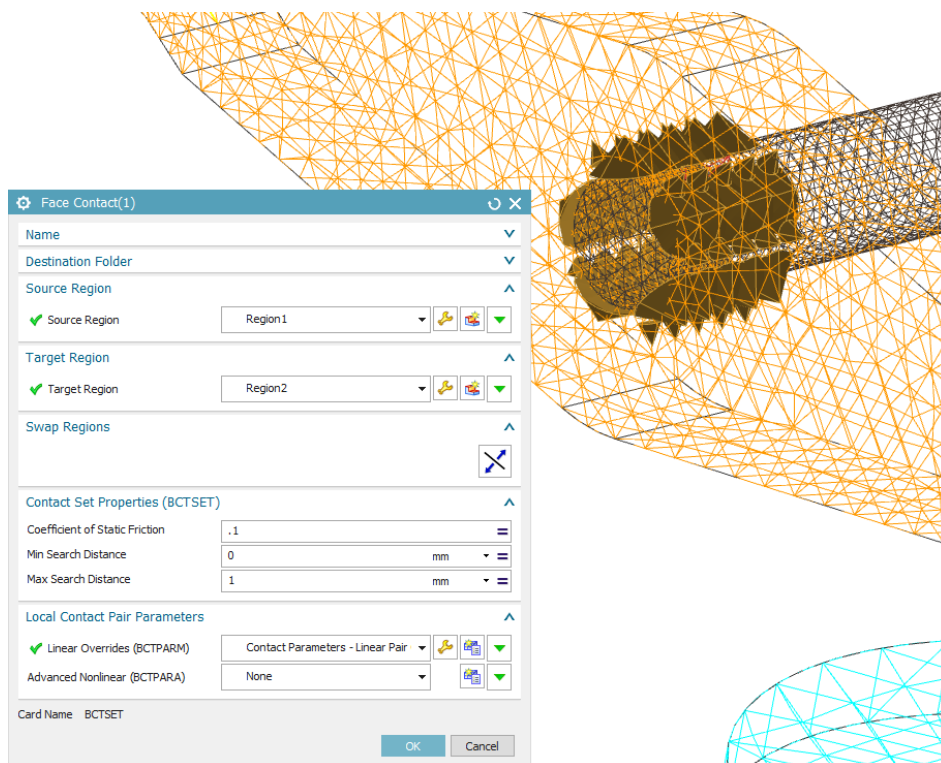 Face Contact(1)
Name
Destination Folder
Source Region
Source Region Region1
Target Region
Target Region Region2
Swap Regions
Contact Set Properties (BCTSET)
Coefficient of Static Friction .1
Min Search Distance 0 mm
Max Search Distance 1 mm
Local Contact Pair Parameters
Linear Overrides (BCTPARM) Contact Parameters - Linear Pair
Advanced Nonlinear (BCTPARA) None
Card Name BCTSET
OK Cancel